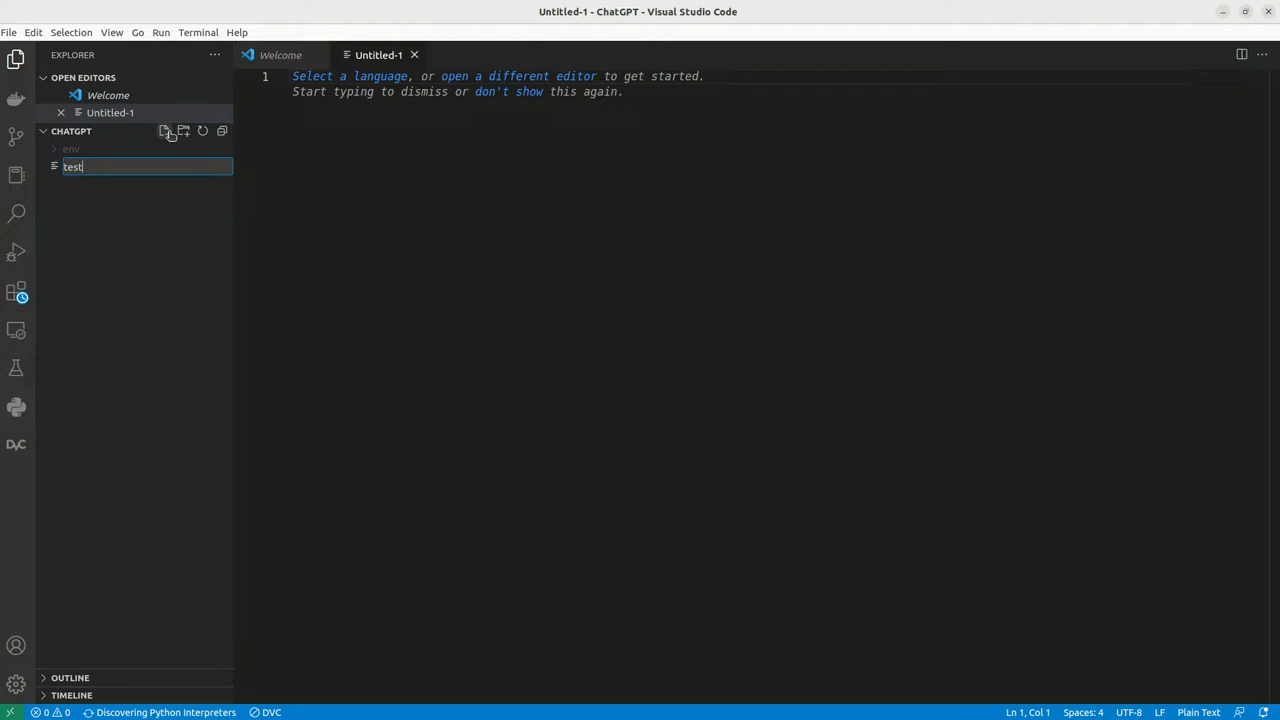 Untitled-1 - ChatGPT - Visual Studio Code
File Edit Selection View Go Run Terminal Help
EXPLORER
Welcome
Untitled-1
OPEN EDITORS
Welcome
Untitled-1
CHATGPT
env
test
1 Select a language, or open a different editor to get started.
Start typing to dismiss or don't show this again.
DVC
OUTLINE
TIMELINE
0 0 Discovering Python Interpreters DVC Ln 1, Col 1 Spaces: 4 UTF-8 LF Plain Text